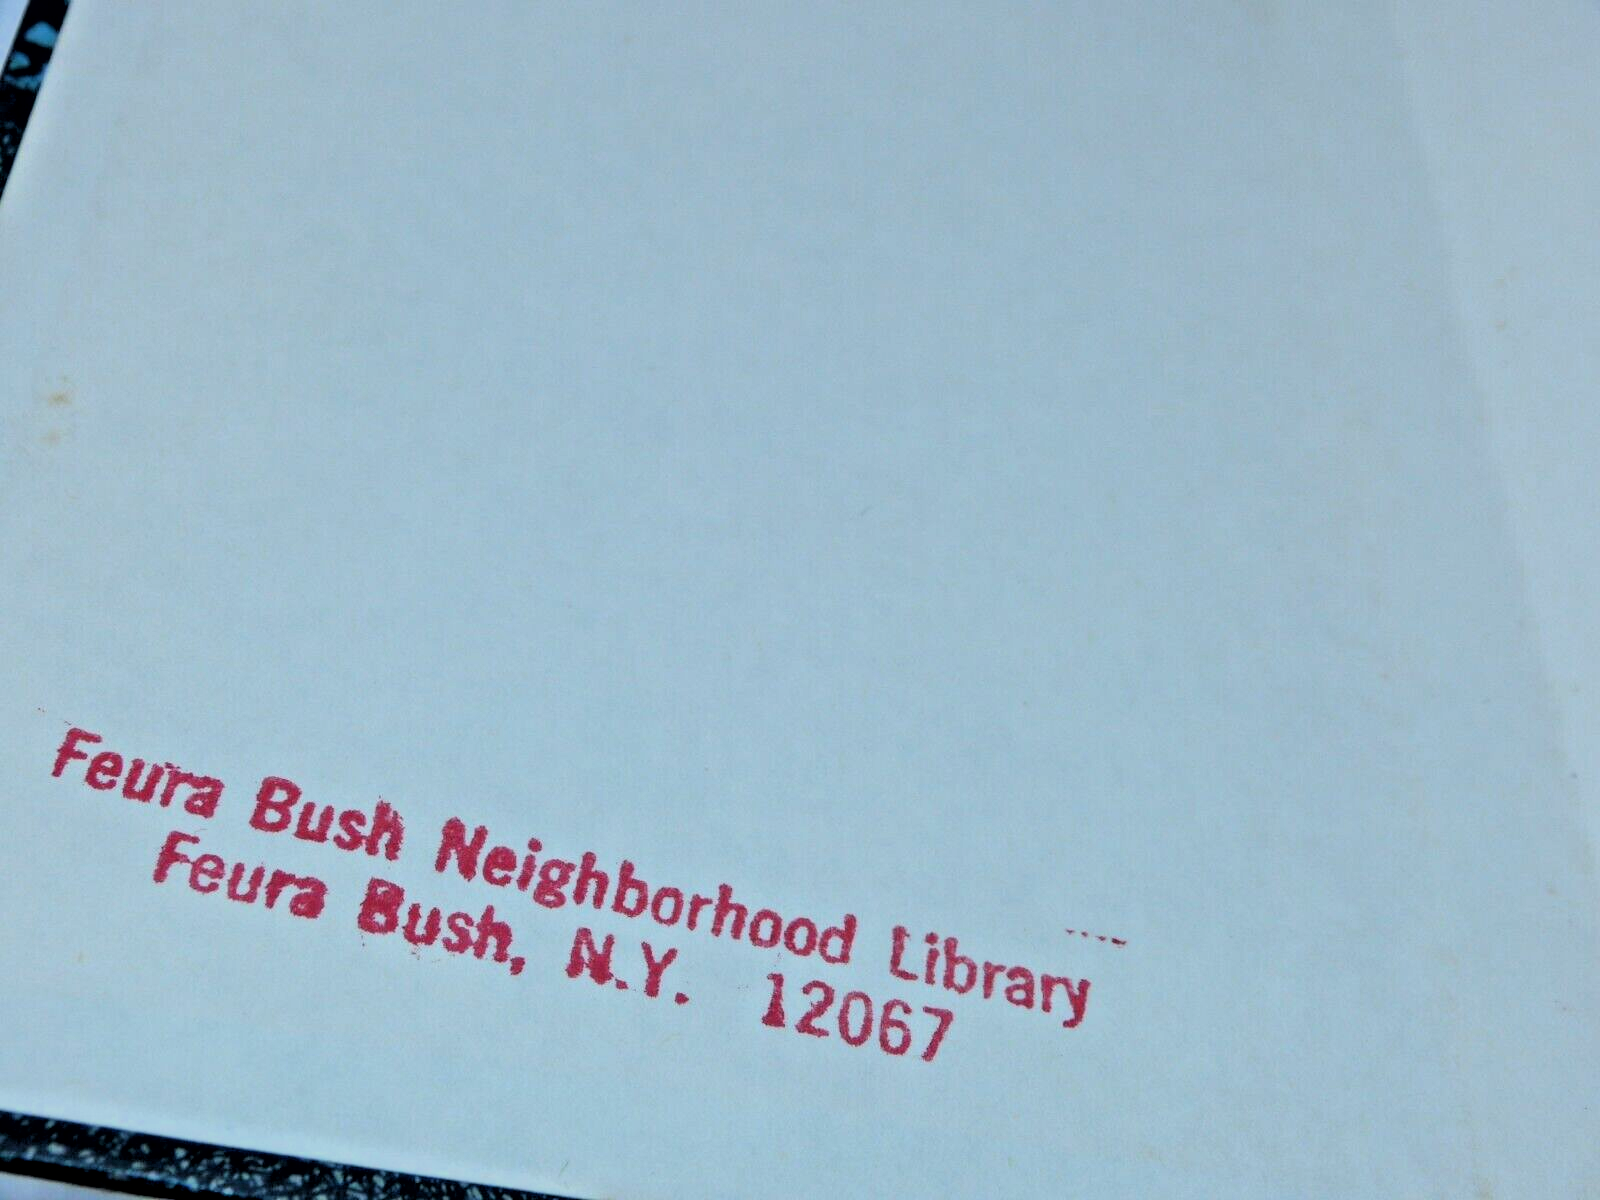 Feura Bush Neighborhood Library
Feura Bush, N.Y. 12067